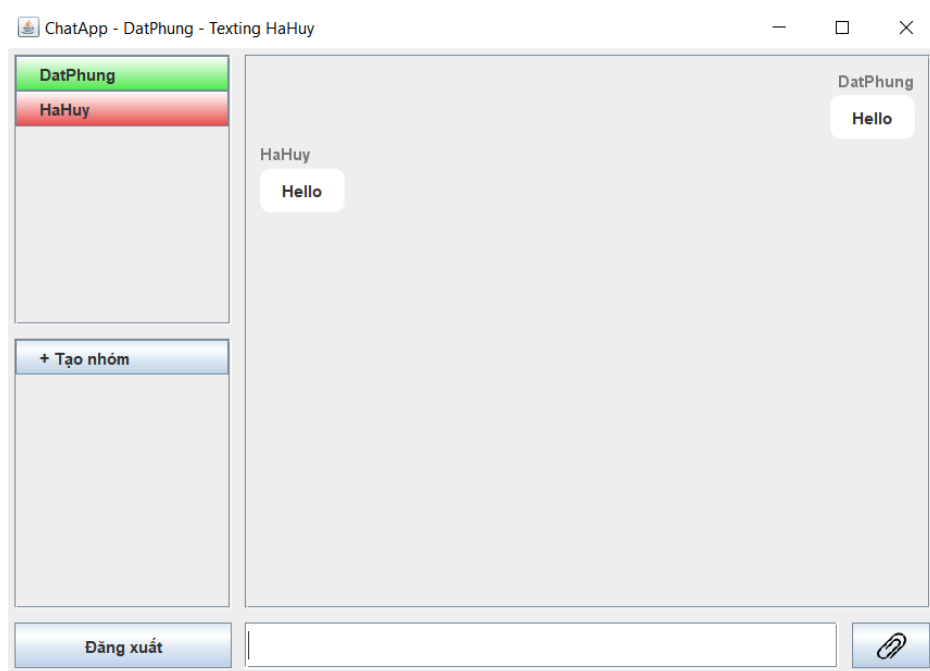 ChatApp - DatPhung - Texting HaHuy
DatPhung
HaHuy
+ Tạo nhóm
Đăng xuất
DatPhung
Hello
HaHuy
Hello